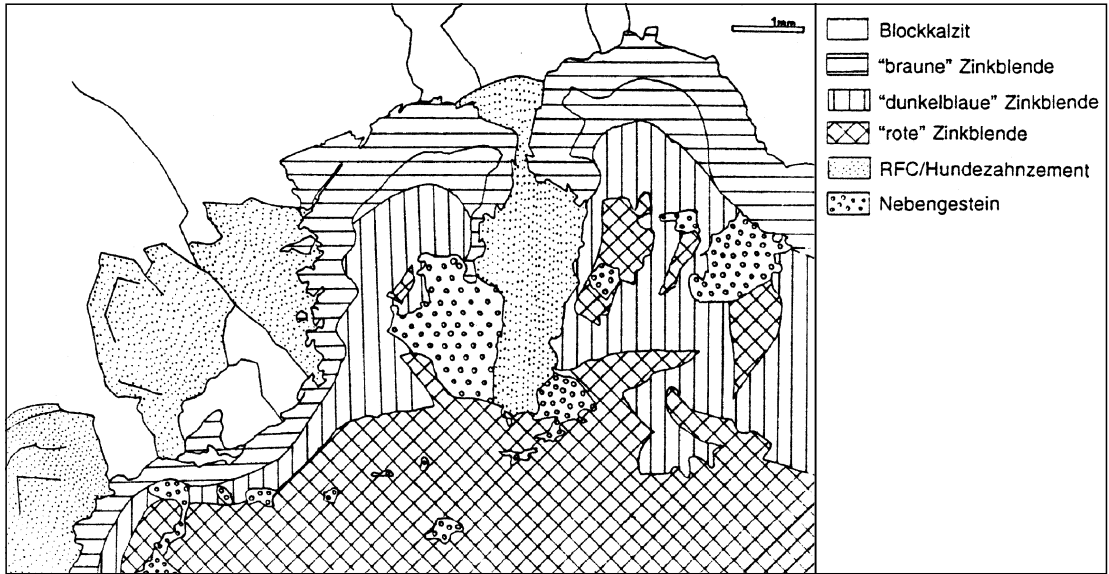 1mm
Blockkalzit
"braune" Zinkblende
"dunkelblaue" Zinkblende
"rote" Zinkblende
RFC/Hundezahnzement
Nebengestein